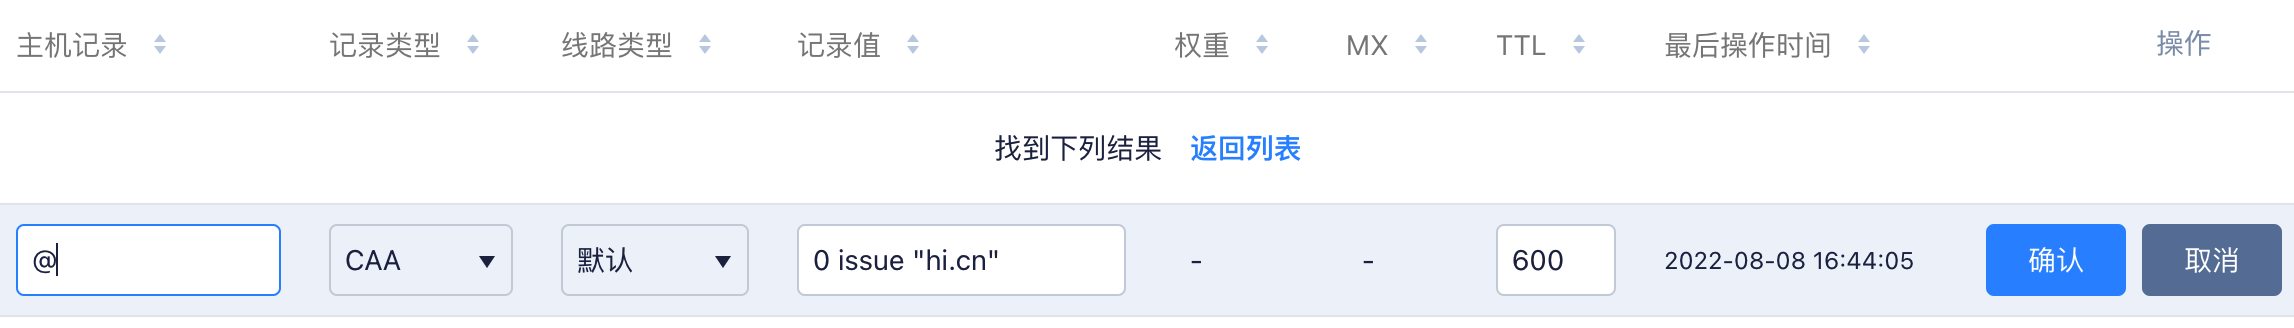 主机记录 记录类型 线路类型 记录值 权重 MX TTL 最后操作时间 操作
找到下列结果 返回列表
@ CAA 默认 0 issue "hi.cn" - - 600 2022-08-08 16:44:05 确认 取消